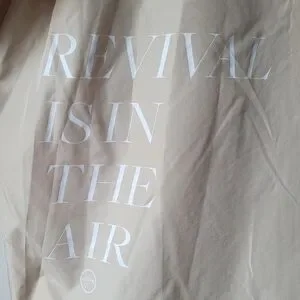 REVIVAL
IS IN
THE
AIR